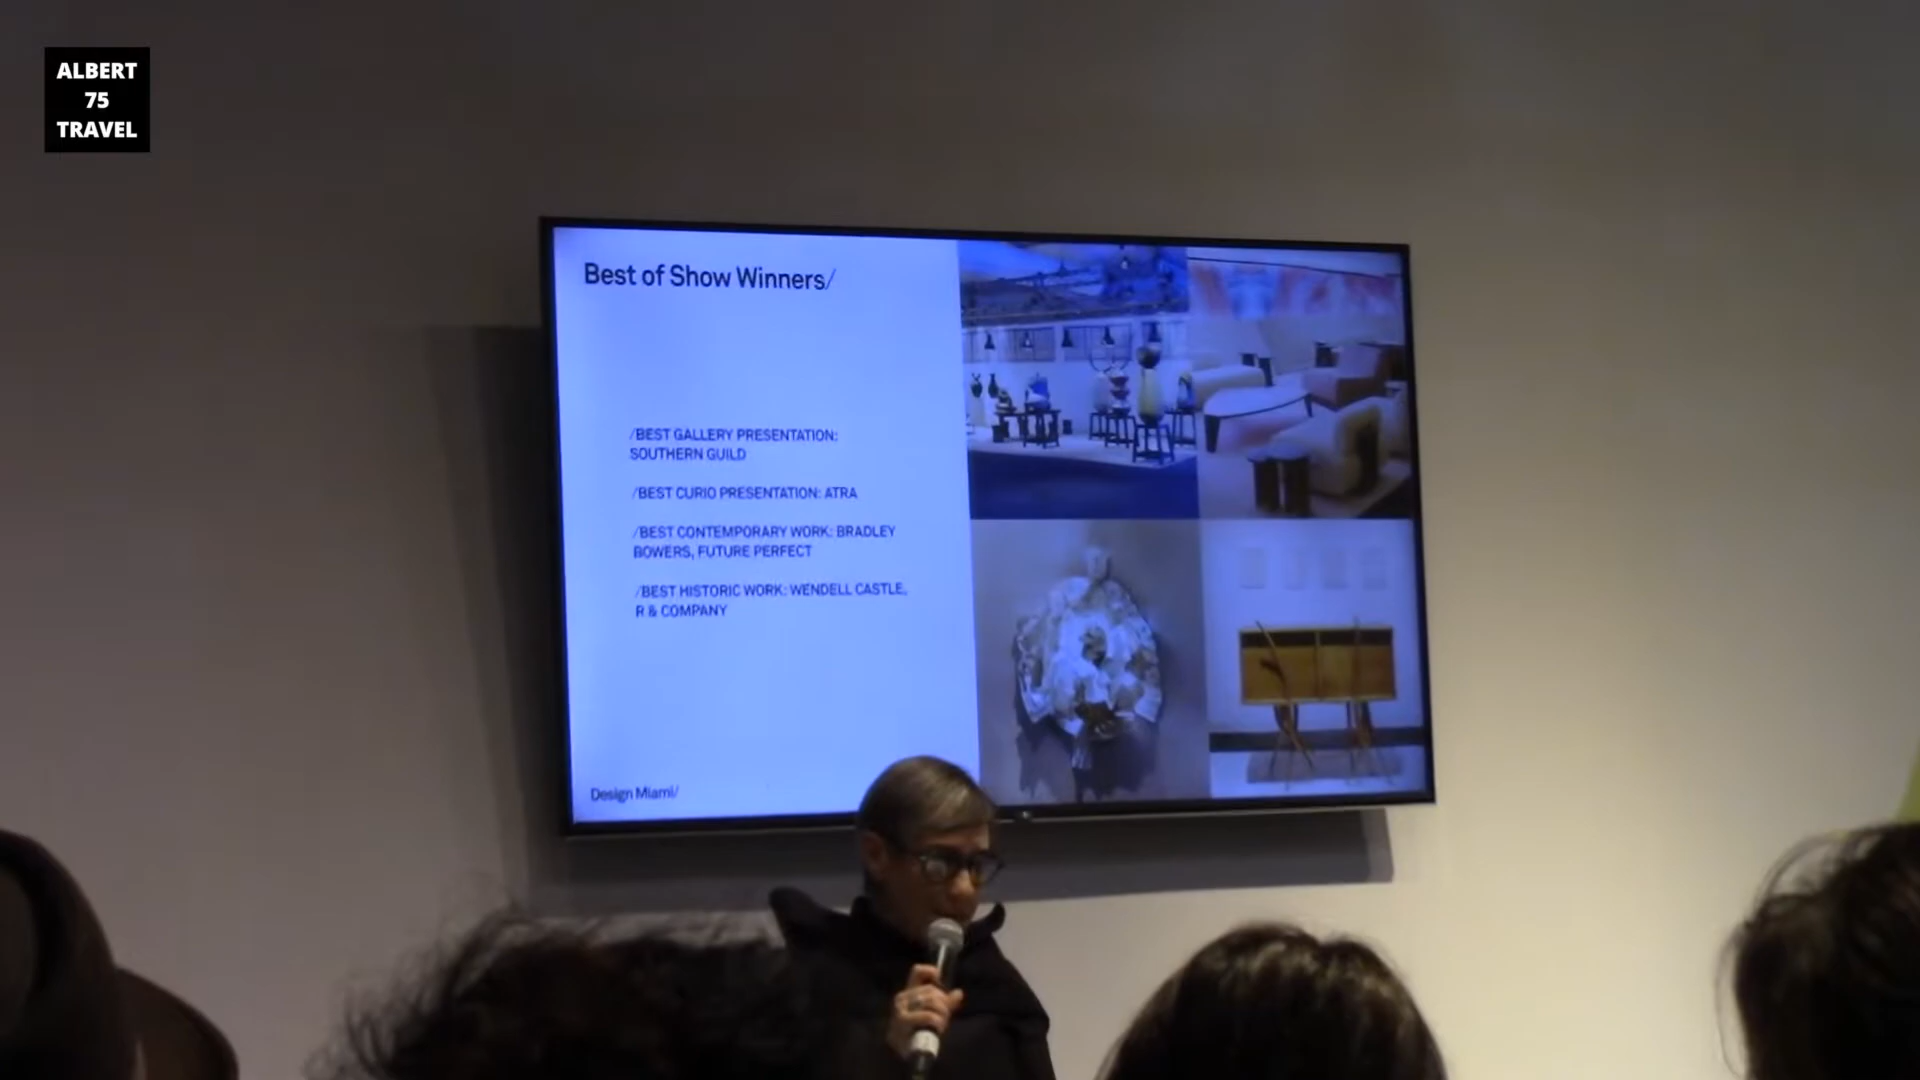 ALBERT
75
TRAVEL
Best of Show Winners/
/BEST GALLERY PRESENTATION:
SOUTHERN GUILD
/BEST CURIO PRESENTATION: ATRA
/BEST CONTEMPORARY WORK: BRADLEY
BOWERS, FUTURE PERFECT
/BEST HISTORIC WORK: WENDELL CASTLE,
R & COMPANY
Design Miami/